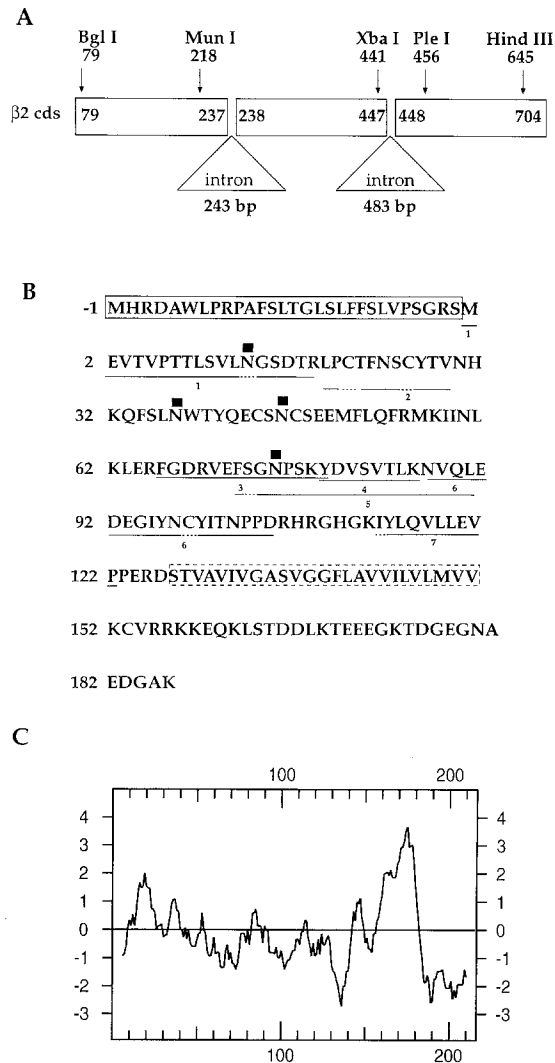 A
Bgl I Mun I Xba I Ple I Hind III
79 218 441 456 645
β2 cds 79 237 238 447 448 704
intron intron
243 bp 483 bp
B
-1 MHRDAWLPRPAFSLTGLSLFFSLVPSGRSM
1
2 EVTVPTTLSVLNGSDTRLPCTFNSCYTVNH
1 2
32 KQFSLNWTYQECSNCSEEMFLQFRMKIINL
62 KLERFGDRVEFSGNPSKYDVSVTLKNVQLE
3 4 6
5
92 DEGIYNCYITNPPDRHRGHGKIYLQVLLEV
6 7
122 PPERDSTVAVIVGASVGGFLAVVILVLMVV
152 KCVRRKKEQKLSTDDLKTEEEGKTDGEGNA
182 EDGAK
C
100 200
4 4
3 3
2 2
1 1
0 0
-1 -1
-2 -2
-3 -3
100 200